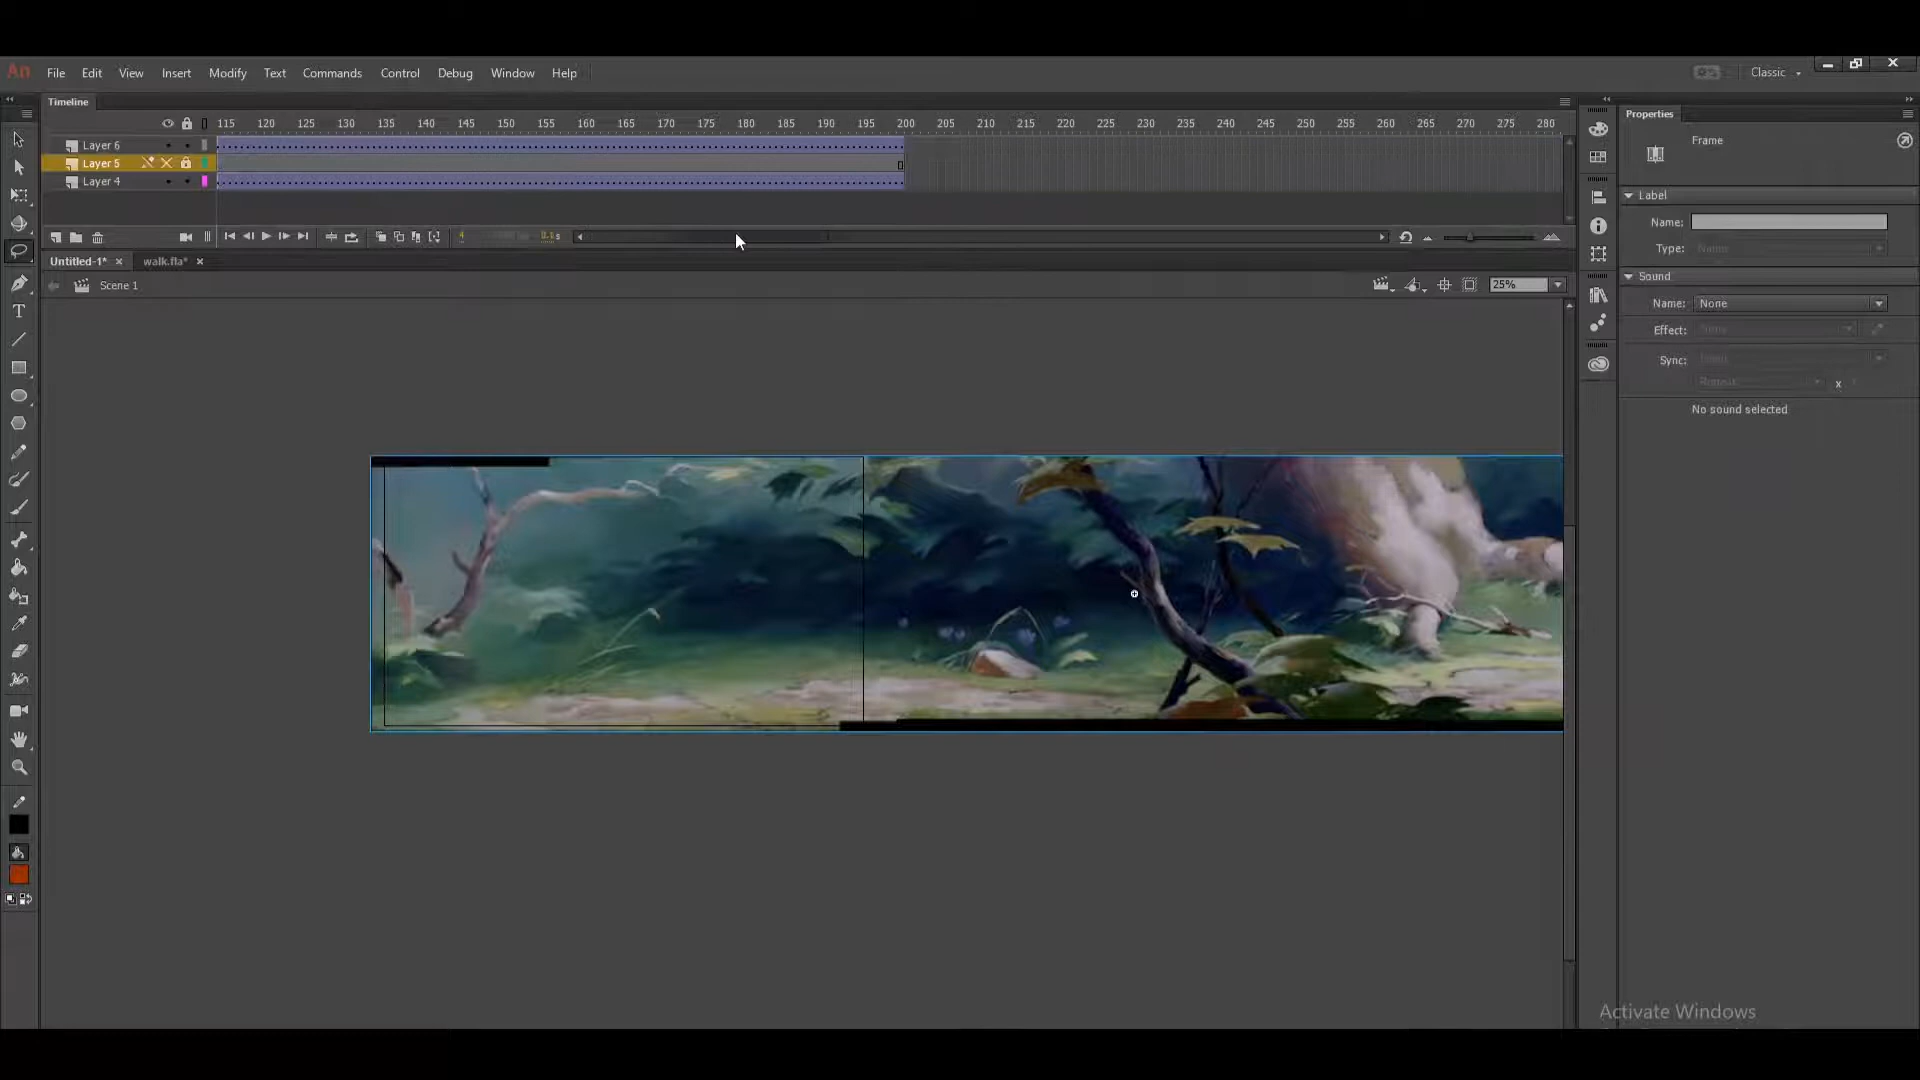 An File Edit View Insert Modify Text Commands Control Debug Window Help Classic
Timeline
Properties
115 120 125 130 135 140 145 150 155 160 165 170 175 180 185 190 195 200 205 210 215 220 225 230 235 240 245 250 255 260 265 270 275 280
Frame
Layer 6
Layer 5
Layer 4
Label
Name:
Type:
4
Untitled-1* × walk.fla* ×
Scene 1
25%
Sound
Name: None
Effect:
Sync:
No sound selected
Activate Windows